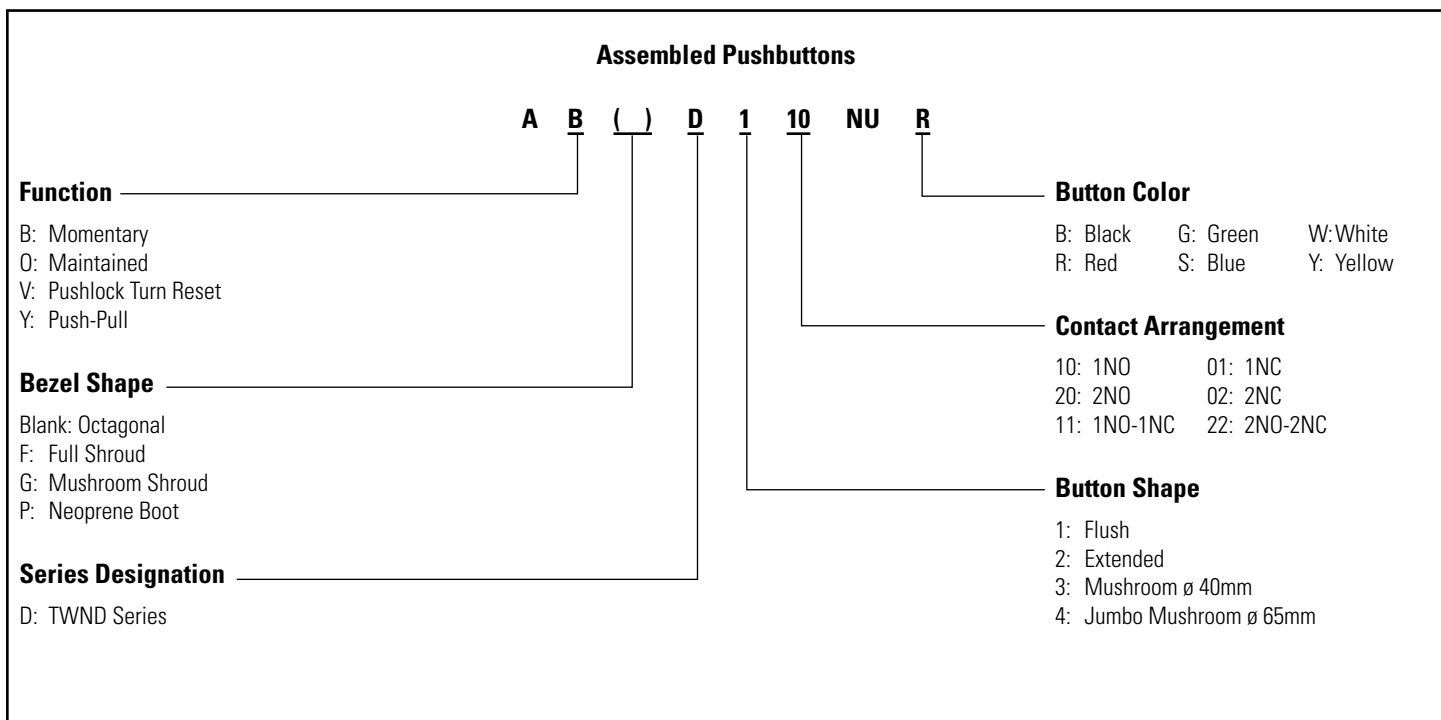 Assembled Pushbuttons
A B ( ) D 1 10 NU R
Function
B: Momentary
O: Maintained
V: Pushlock Turn Reset
Y: Push-Pull
Bezel Shape
Blank: Octagonal
F: Full Shroud
G: Mushroom Shroud
P: Neoprene Boot
Series Designation
D: TWND Series
Button Color
B: Black G: Green W: White
R: Red S: Blue Y: Yellow
Contact Arrangement
10: 1NO 01: 1NC
20: 2NO 02: 2NC
11: 1NO-1NC 22: 2NO-2NC
Button Shape
1: Flush
2: Extended
3: Mushroom ø 40mm
4: Jumbo Mushroom ø 65mm